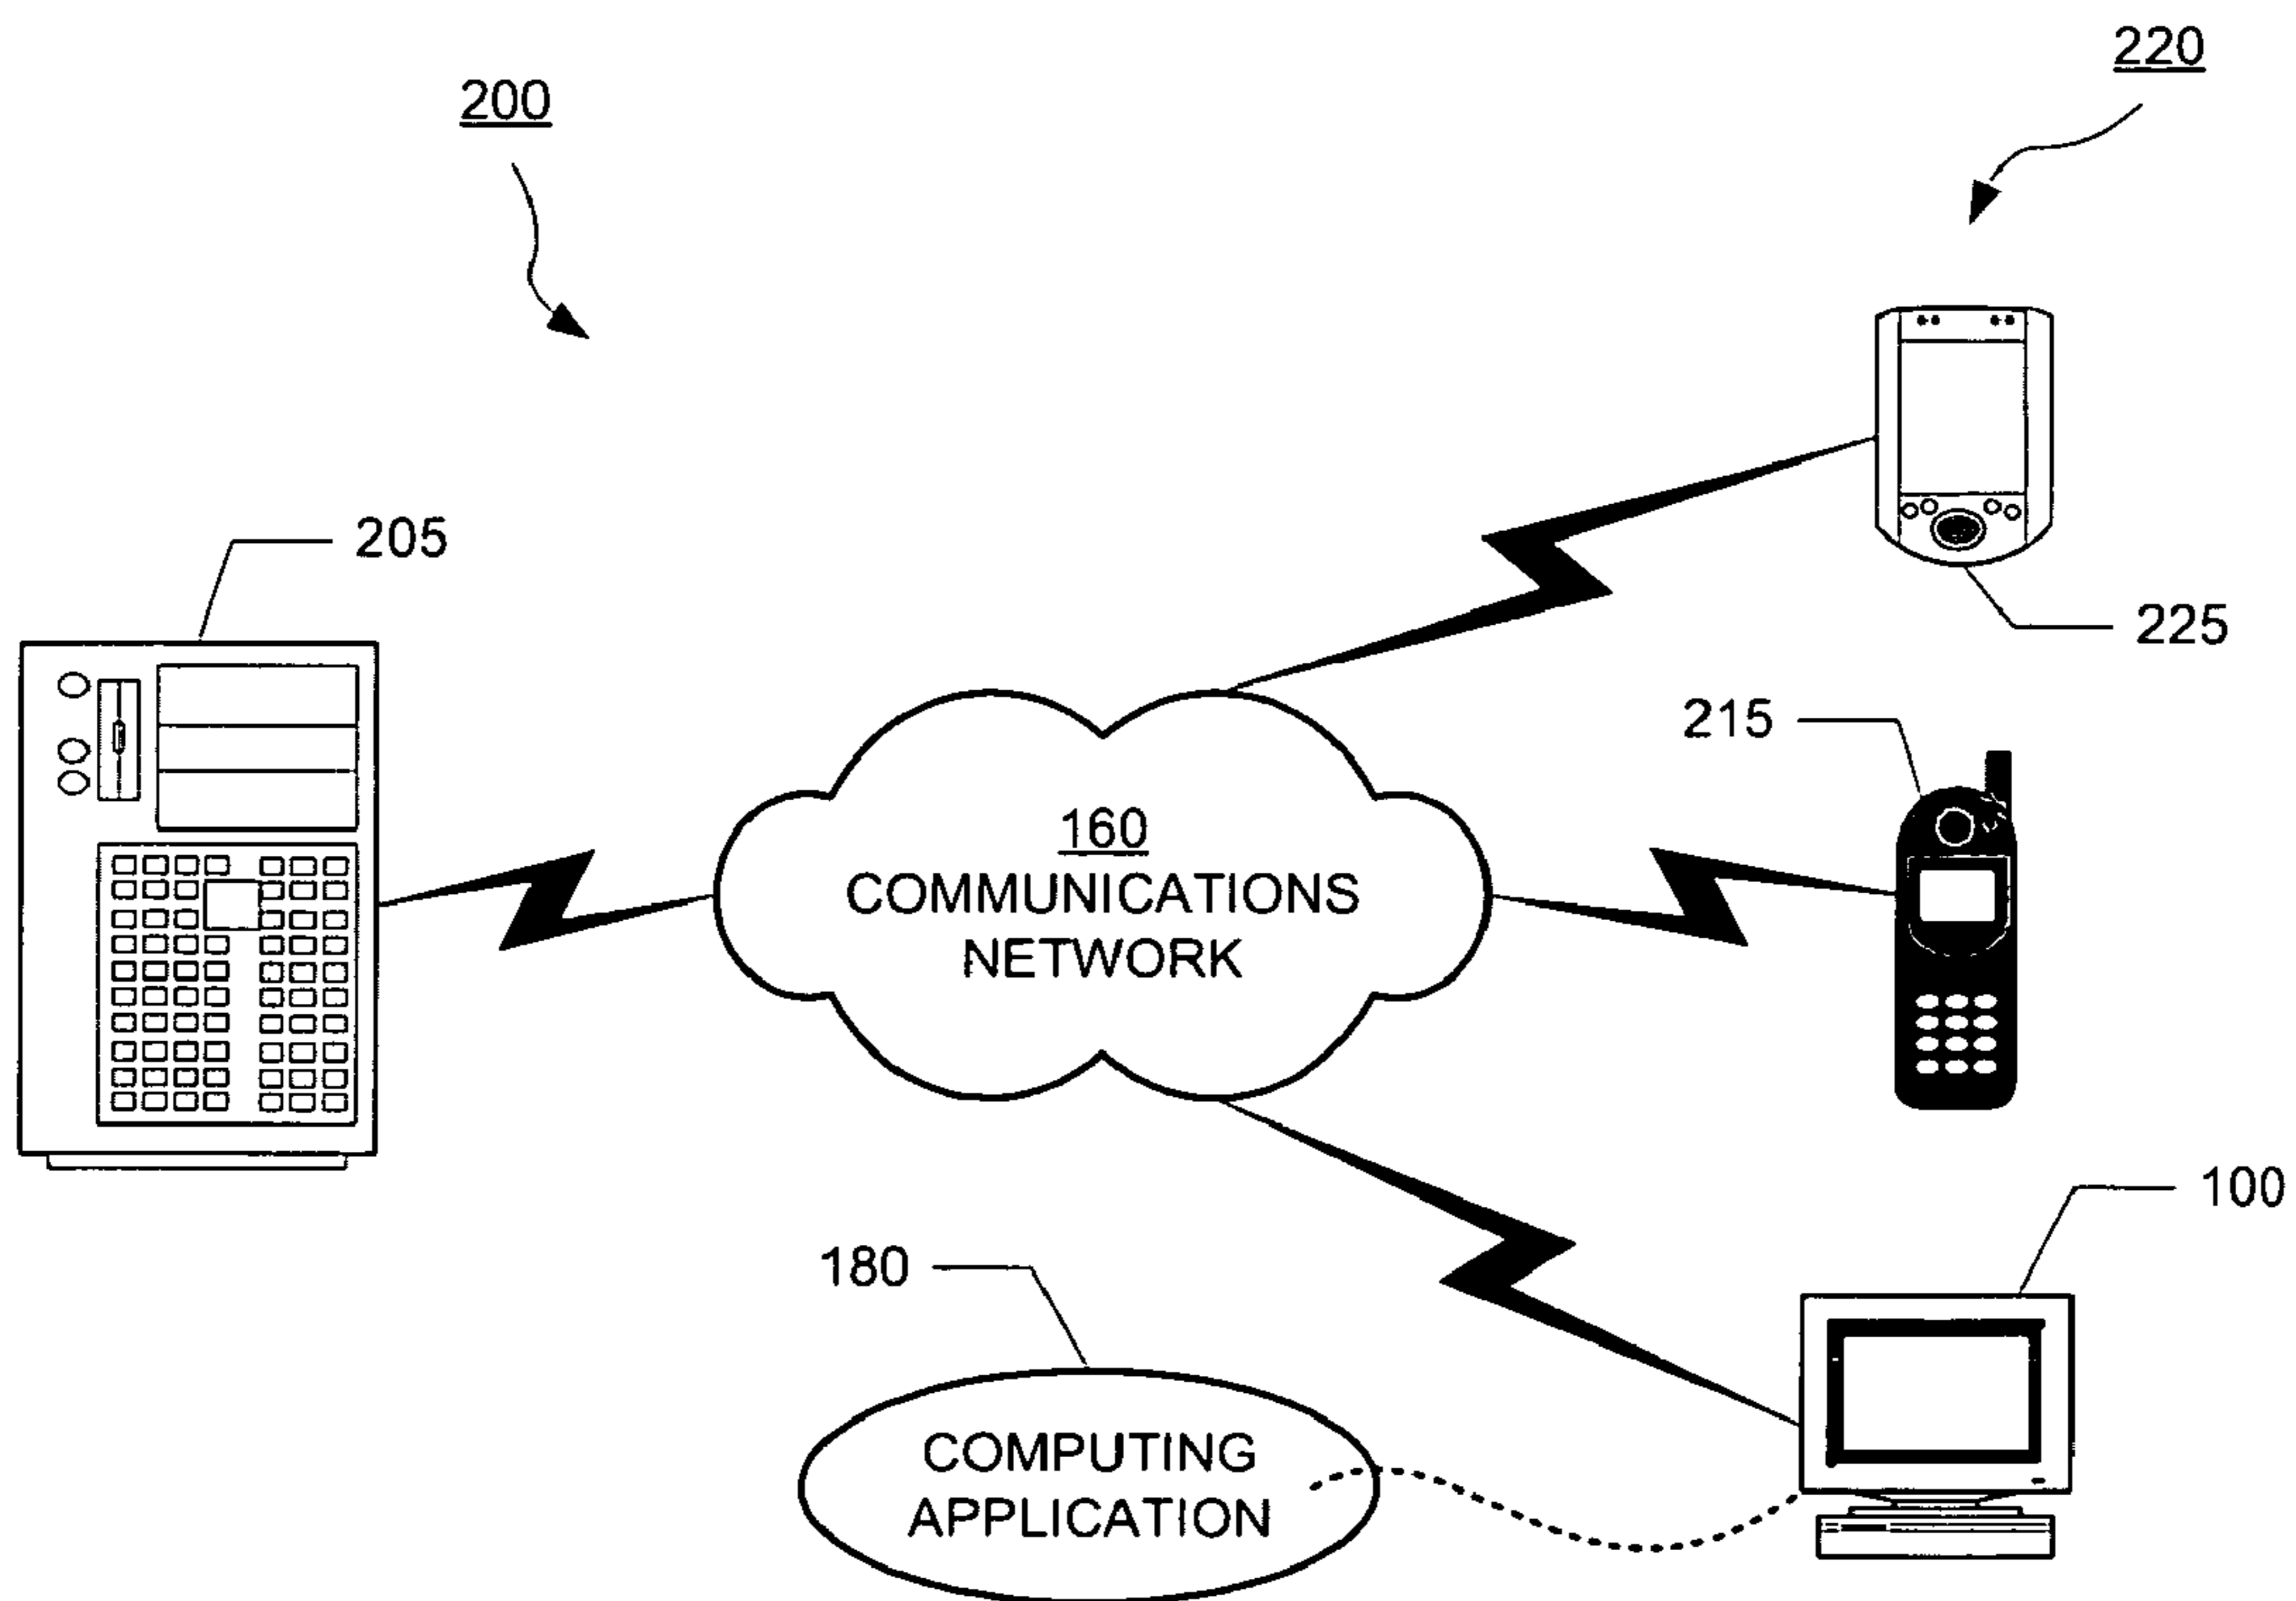 220
200
205
225
215
160
COMMUNICATIONS
NETWORK
100
180
COMPUTING
APPLICATION